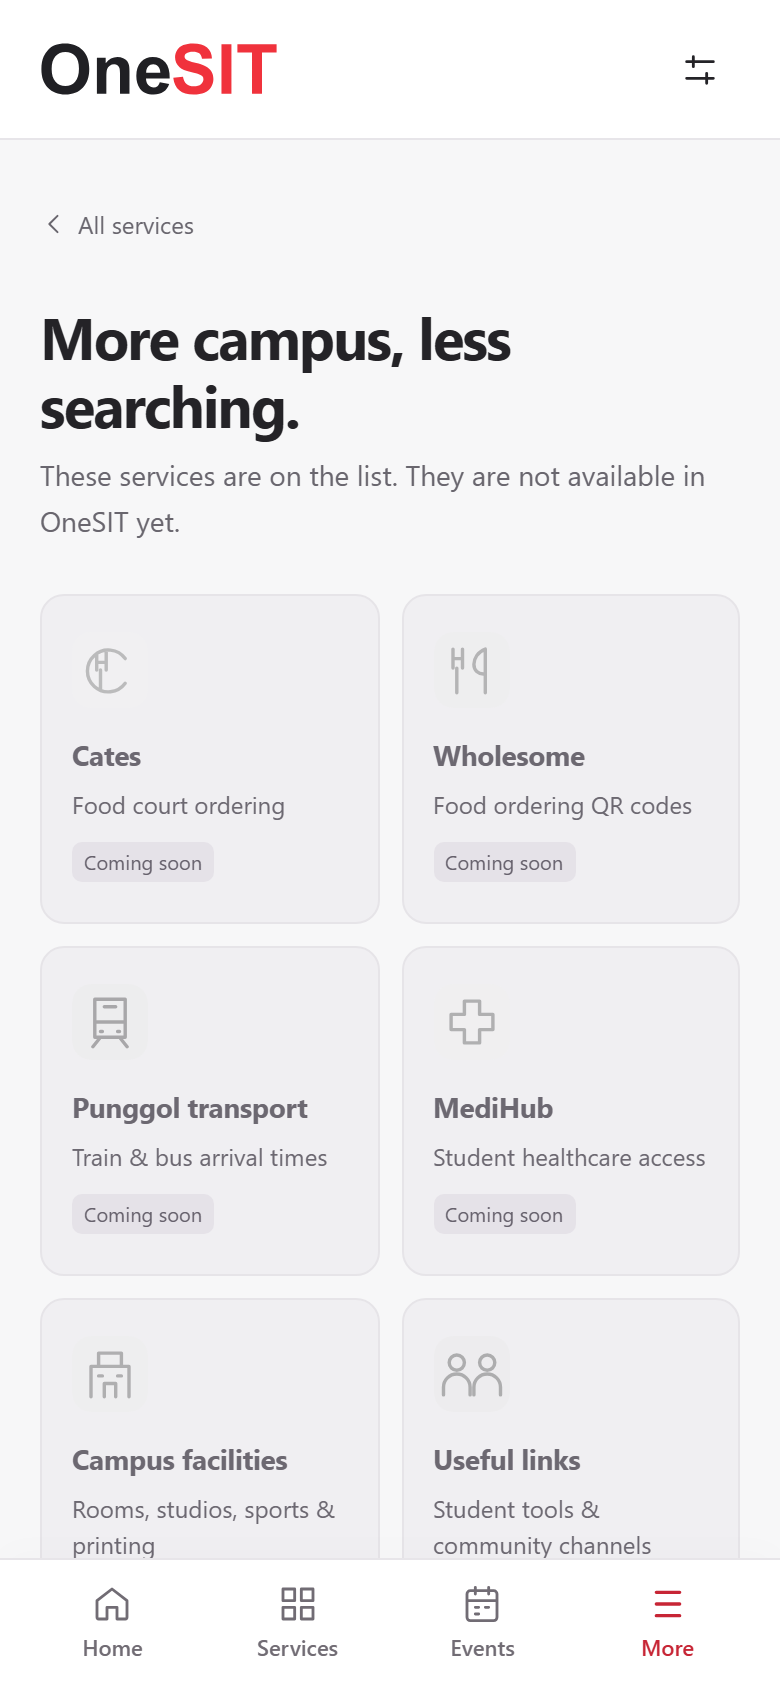 OneSIT
All services
More campus, less
searching.
These services are on the list. They are not available in
OneSIT yet.
Cates
Food court ordering
Coming soon
Wholesome
Food ordering QR codes
Coming soon
Punggol transport
Train & bus arrival times
Coming soon
MediHub
Student healthcare access
Coming soon
Campus facilities
Rooms, studios, sports &
printing
Useful links
Student tools &
community channels
Home
Services
Events
More